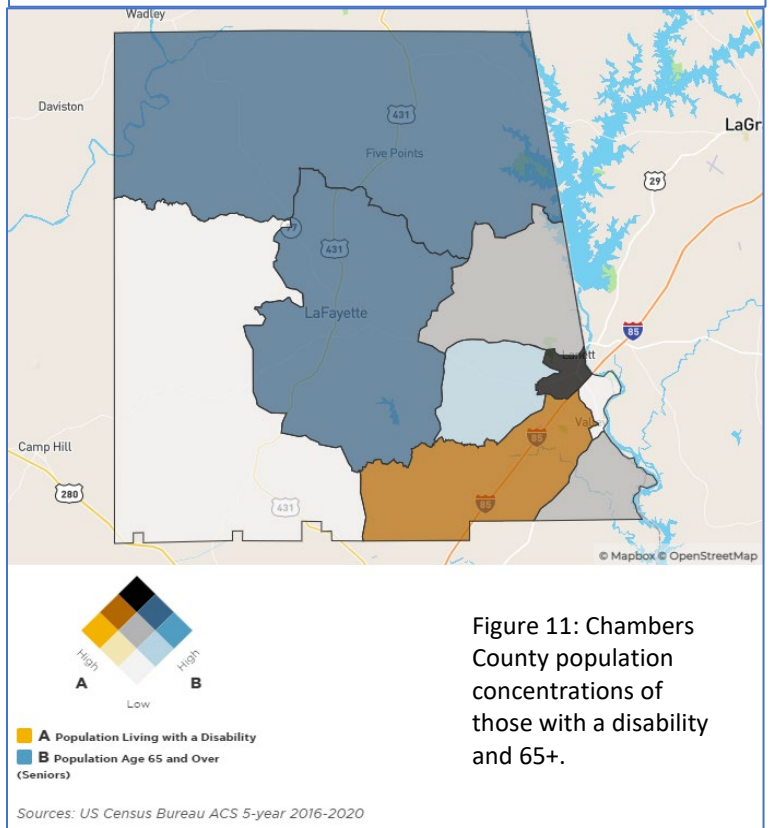 Wadley
Daviston
431
Five Points
LaGr
29
77
431
LaFayette
85
Lanett
Camp Hill
Valley
85
280
431
85
© Mapbox © OpenStreetMap
High
High
A
B
Low
A Population Living with a Disability
B Population Age 65 and Over
(Seniors)
Sources: US Census Bureau ACS 5-year 2016-2020
Figure 11: Chambers
County population
concentrations of
those with a disability
and 65+.